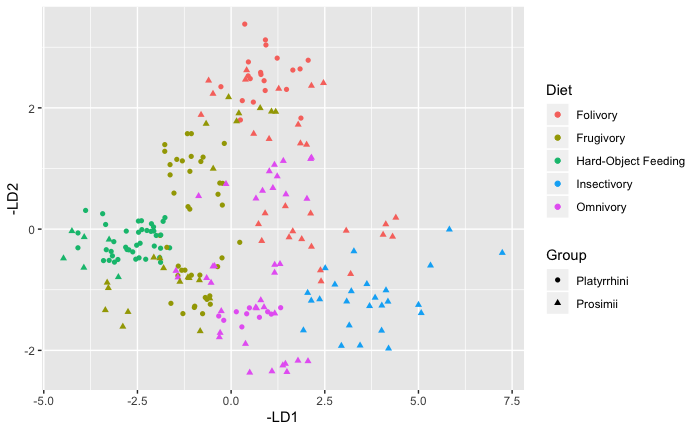 -LD2
2
0
-2
-5.0
-2.5
0.0
2.5
5.0
7.5
-LD1
Diet
Folivory
Frugivory
Hard-Object Feeding
Insectivory
Omnivory
Group
Platyrrhini
Prosimii